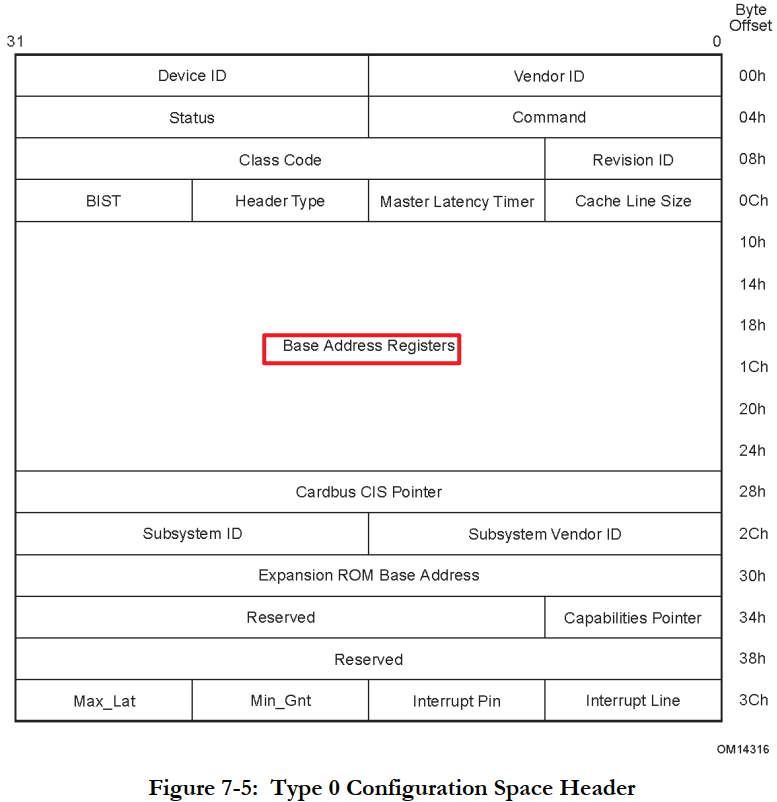 Byte
Offset
31 0
Device ID Vendor ID 00h
Status Command 04h
Class Code Revision ID 08h
BIST Header Type Master Latency Timer Cache Line Size 0Ch
10h
14h
18h
Base Address Registers
1Ch
20h
24h
Cardbus CIS Pointer 28h
Subsystem ID Subsystem Vendor ID 2Ch
Expansion ROM Base Address 30h
Reserved Capabilities Pointer 34h
Reserved 38h
Max_Lat Min_Gnt Interrupt Pin Interrupt Line 3Ch
OM14316
Figure 7-5: Type 0 Configuration Space Header